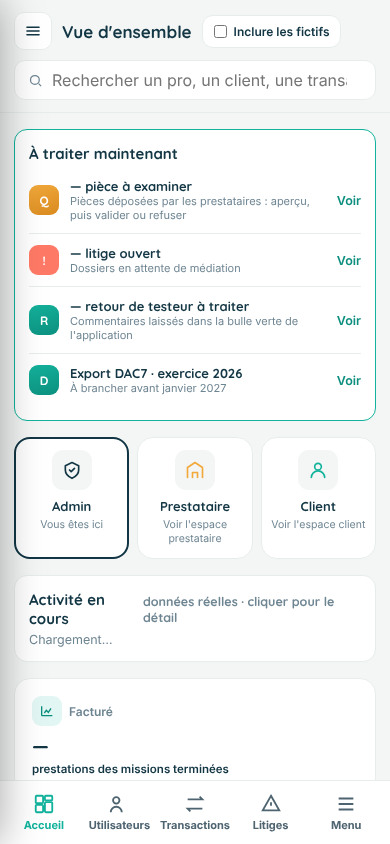 Vue d'ensemble
Inclure les fictifs
Rechercher un pro, un client, une trans
À traiter maintenant
Q
— pièce à examiner
Pièces déposées par les prestataires : aperçu,
puis valider ou refuser
Voir
!
— litige ouvert
Dossiers en attente de médiation
Voir
R
— retour de testeur à traiter
Commentaires laissés dans la bulle verte de
l'application
Voir
D
Export DAC7 · exercice 2026
À brancher avant janvier 2027
Voir
Admin
Vous êtes ici
Prestataire
Voir l'espace
prestataire
Client
Voir l'espace client
Activité en
cours
données réelles · cliquer pour le
détail
Chargement...
Facturé
—
prestations des missions terminées
Accueil
Utilisateurs
Transactions
Litiges
Menu